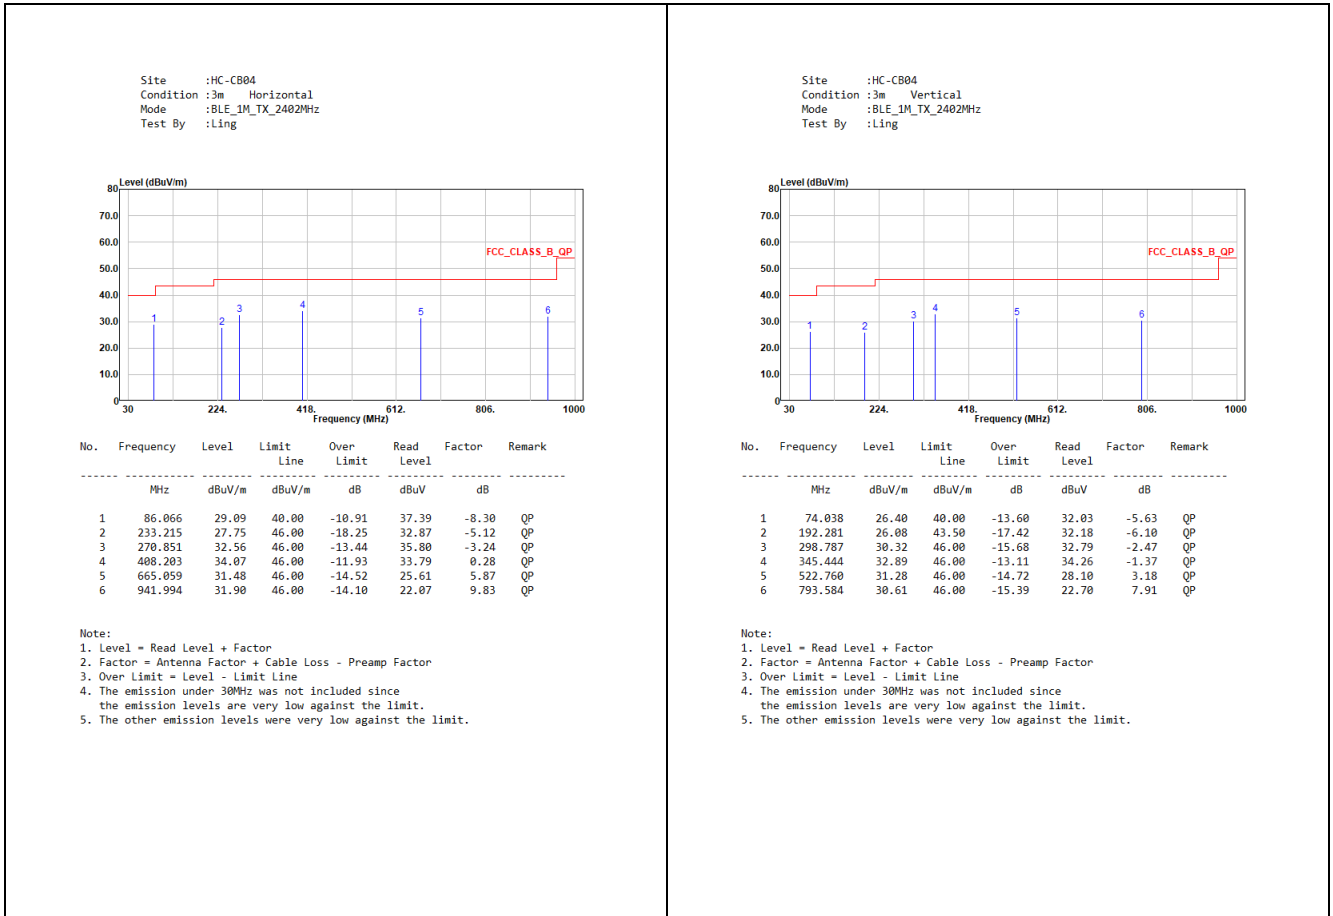 Site      :HC-CB04
Condition :3m    Horizontal
Mode      :BLE_1M_TX_2402MHz
Test By   :Ling
Level (dBuV/m)
80
70.0
60.0
FCC_CLASS_B_QP
50.0
40.0
30.0
20.0
10.0
0
1 2 3 4 5 6
30 224. 418. 612. 806. 1000
Frequency (MHz)
No. Frequency Level Limit Over Read Factor Remark
Line Limit Level
------ ---------- -------- --------- -------- --------- -------- ---------
MHz dBuV/m dBuV/m dB dBuV dB
1 86.066 29.09 40.00 -10.91 37.39 -8.30 QP
2 233.215 27.75 46.00 -18.25 32.87 -5.12 QP
3 270.851 32.56 46.00 -13.44 35.80 -3.24 QP
4 408.203 34.07 46.00 -11.93 33.79 0.28 QP
5 665.059 31.48 46.00 -14.52 25.61 5.87 QP
6 941.994 31.90 46.00 -14.10 22.07 9.83 QP
Note:
1. Level = Read Level + Factor
2. Factor = Antenna Factor + Cable Loss - Preamp Factor
3. Over Limit = Level - Limit Line
4. The emission under 30MHz was not included since
the emission levels are very low against the limit.
5. The other emission levels were very low against the limit.
Site      :HC-CB04
Condition :3m    Vertical
Mode      :BLE_1M_TX_2402MHz
Test By   :Ling
Level (dBuV/m)
80
70.0
60.0
FCC_CLASS_B_QP
50.0
40.0
30.0
20.0
10.0
0
1 2 3 4 5 6
30 224. 418. 612. 806. 1000
Frequency (MHz)
No. Frequency Level Limit Over Read Factor Remark
Line Limit Level
------ ---------- -------- --------- -------- --------- -------- ---------
MHz dBuV/m dBuV/m dB dBuV dB
1 74.038 26.40 40.00 -13.60 32.03 -5.63 QP
2 192.281 26.08 43.50 -17.42 32.18 -6.10 QP
3 298.787 30.32 46.00 -15.68 32.79 -2.47 QP
4 345.444 32.89 46.00 -13.11 34.26 -1.37 QP
5 522.760 31.28 46.00 -14.72 28.10 3.18 QP
6 793.584 30.61 46.00 -15.39 22.70 7.91 QP
Note:
1. Level = Read Level + Factor
2. Factor = Antenna Factor + Cable Loss - Preamp Factor
3. Over Limit = Level - Limit Line
4. The emission under 30MHz was not included since
the emission levels are very low against the limit.
5. The other emission levels were very low against the limit.